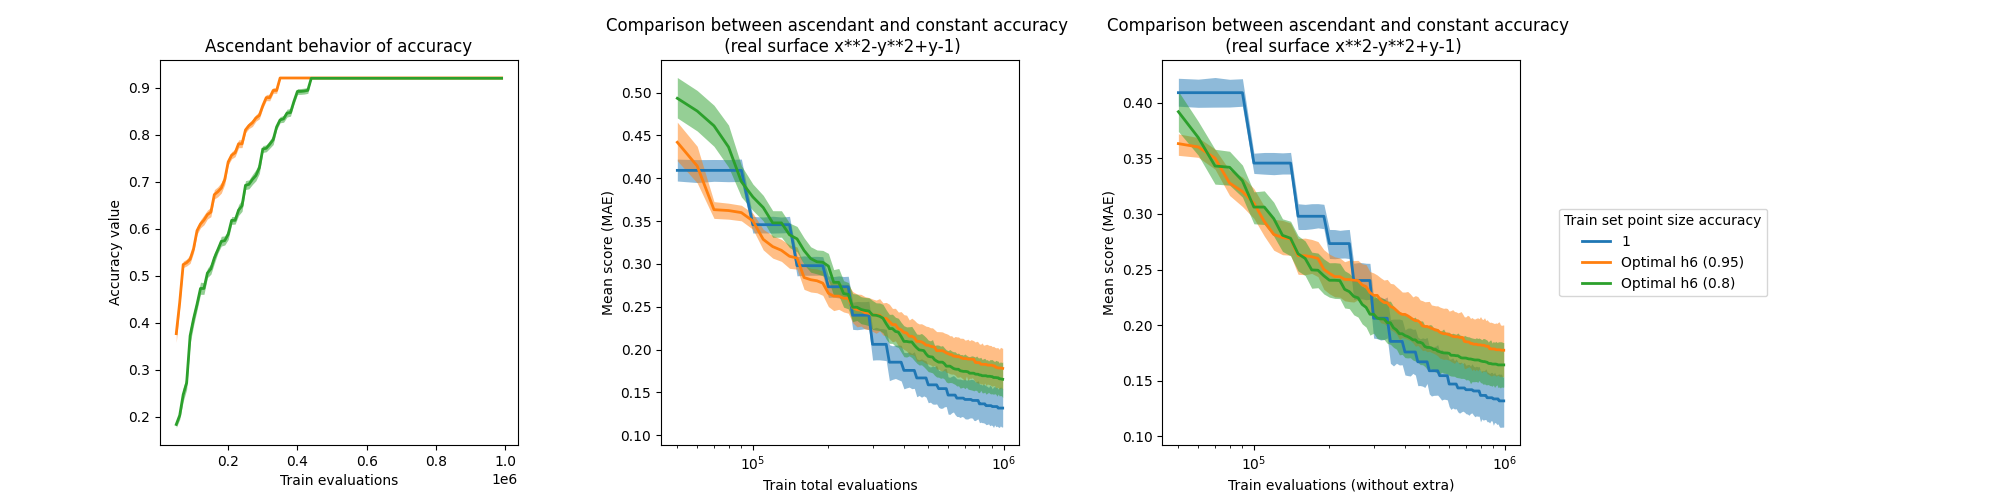 Ascendant behavior of accuracy
Accuracy value
0.9
0.8
0.7
0.6
0.5
0.4
0.3
0.2
0.2
0.4
0.6
0.8
1.0
1e6
Train evaluations
Comparison between ascendant and constant accuracy
(real surface x**2-y**2+y-1)
Mean score (MAE)
0.50
0.45
0.40
0.35
0.30
0.25
0.20
0.15
0.10
10^5
10^6
Train total evaluations
Comparison between ascendant and constant accuracy
(real surface x**2-y**2+y-1)
Mean score (MAE)
0.40
0.35
0.30
0.25
0.20
0.15
0.10
10^5
10^6
Train evaluations (without extra)
Train set point size accuracy
1
Optimal h6 (0.95)
Optimal h6 (0.8)